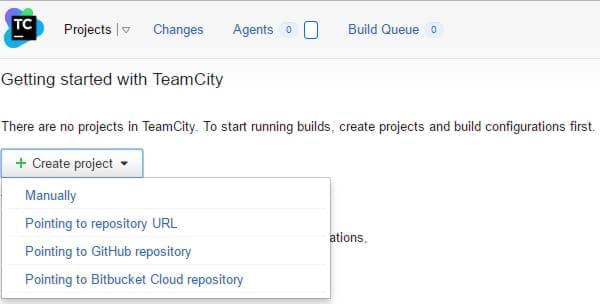 TC
Projects Changes Agents 0 Build Queue 0
Getting started with TeamCity
There are no projects in TeamCity. To start running builds, create projects and build configurations first.
+ Create project
Manually
Pointing to repository URL
ations,
Pointing to GitHub repository
Pointing to Bitbucket Cloud repository